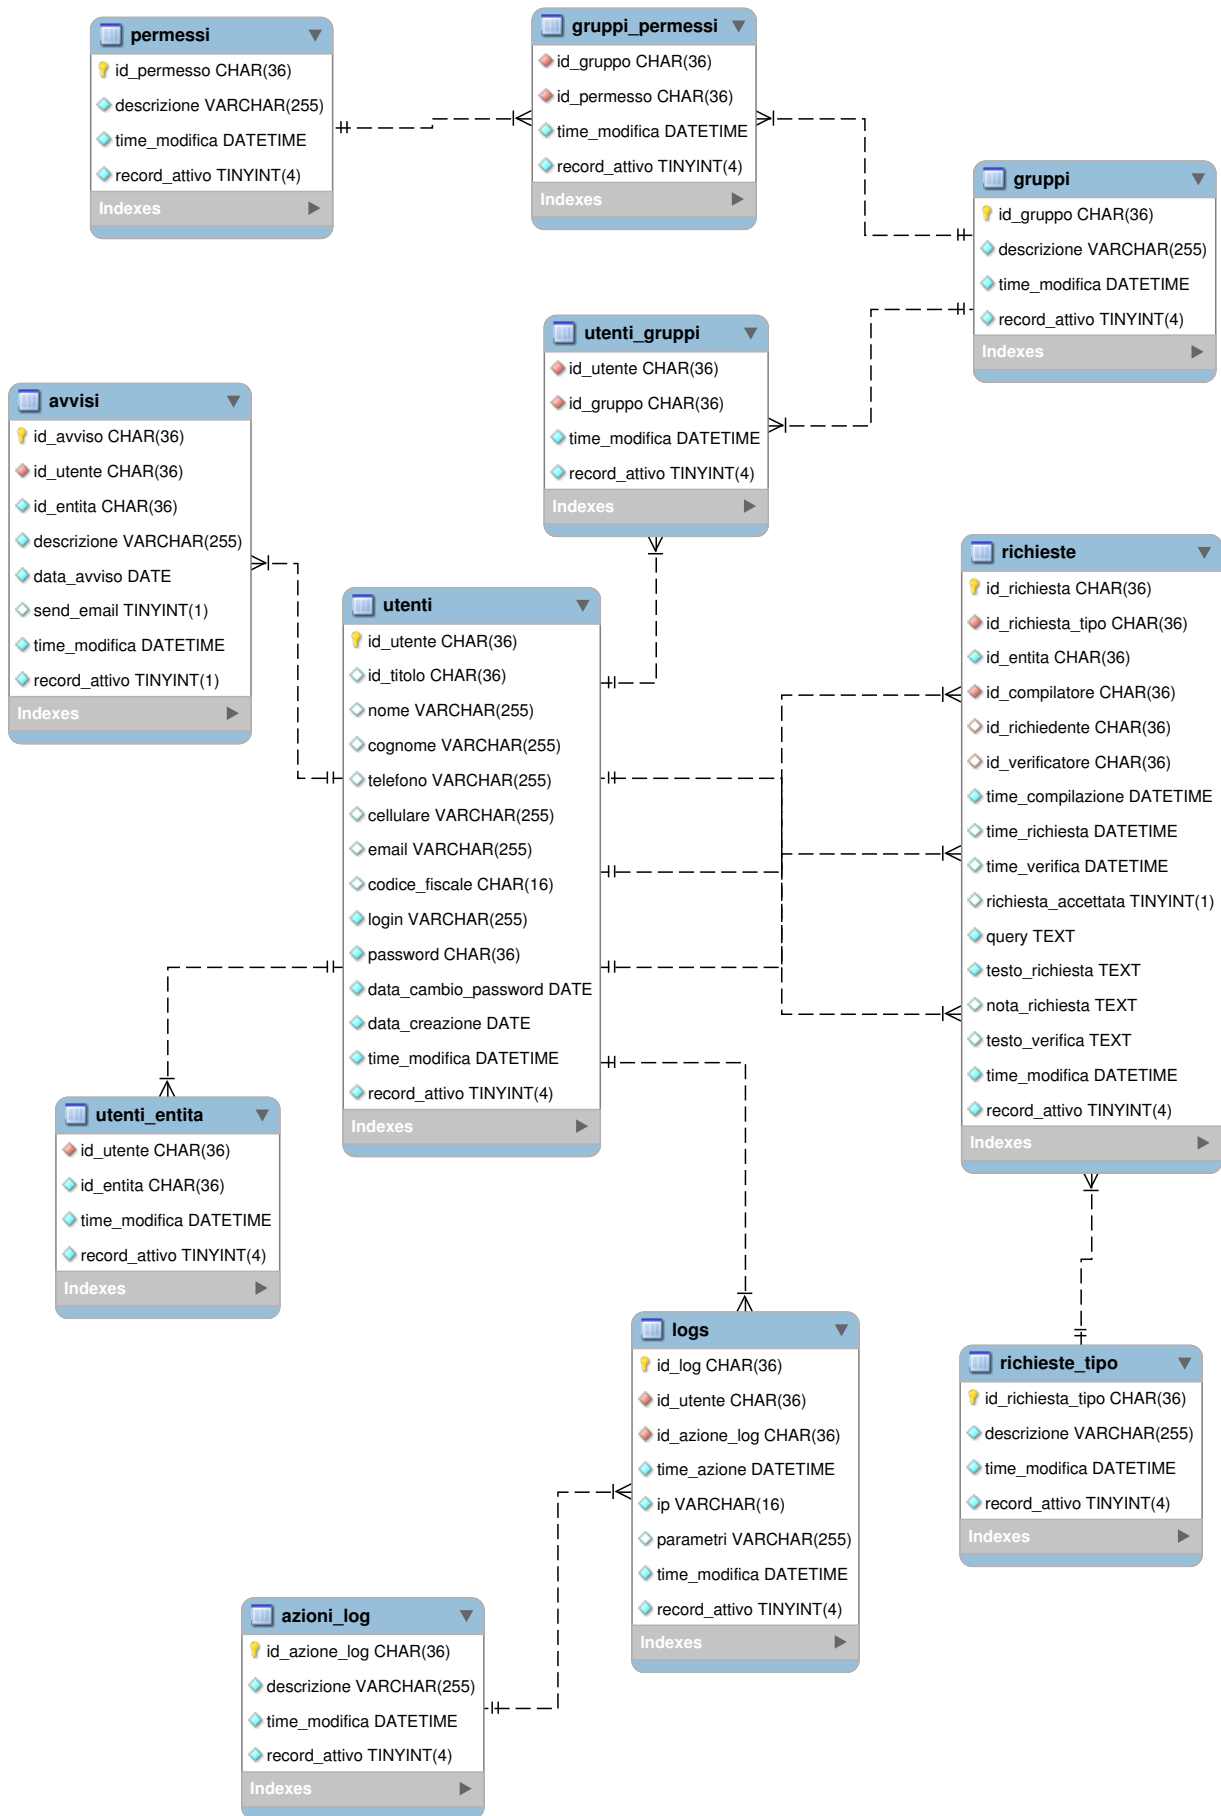 permessi
id_permesso CHAR(36)
descrizione VARCHAR(255)
time_modifica DATETIME
record_attivo TINYINT(4)
Indexes
gruppi_permessi
id_gruppo CHAR(36)
id_permesso CHAR(36)
time_modifica DATETIME
record_attivo TINYINT(4)
Indexes
gruppi
id_gruppo CHAR(36)
descrizione VARCHAR(255)
time_modifica DATETIME
record_attivo TINYINT(4)
Indexes
utenti_gruppi
id_utente CHAR(36)
id_gruppo CHAR(36)
time_modifica DATETIME
record_attivo TINYINT(4)
Indexes
avvisi
id_avviso CHAR(36)
id_utente CHAR(36)
id_entita CHAR(36)
descrizione VARCHAR(255)
data_avviso DATE
send_email TINYINT(1)
time_modifica DATETIME
record_attivo TINYINT(1)
Indexes
utenti
id_utente CHAR(36)
id_titolo CHAR(36)
nome VARCHAR(255)
cognome VARCHAR(255)
telefono VARCHAR(255)
cellulare VARCHAR(255)
email VARCHAR(255)
codice_fiscale CHAR(16)
login VARCHAR(255)
password CHAR(36)
data_cambio_password DATE
data_creazione DATE
time_modifica DATETIME
record_attivo TINYINT(4)
Indexes
richieste
id_richiesta CHAR(36)
id_richiesta_tipo CHAR(36)
id_entita CHAR(36)
id_compilatore CHAR(36)
id_richiedente CHAR(36)
id_verificatore CHAR(36)
time_compilazione DATETIME
time_richiesta DATETIME
time_verifica DATETIME
richiesta_accettata TINYINT(1)
query TEXT
testo_richiesta TEXT
nota_richiesta TEXT
testo_verifica TEXT
time_modifica DATETIME
record_attivo TINYINT(4)
Indexes
utenti_entita
id_utente CHAR(36)
id_entita CHAR(36)
time_modifica DATETIME
record_attivo TINYINT(4)
Indexes
logs
id_log CHAR(36)
id_utente CHAR(36)
id_azione_log CHAR(36)
time_azione DATETIME
ip VARCHAR(16)
parametri VARCHAR(255)
time_modifica DATETIME
record_attivo TINYINT(4)
Indexes
richieste_tipo
id_richiesta_tipo CHAR(36)
descrizione VARCHAR(255)
time_modifica DATETIME
record_attivo TINYINT(4)
Indexes
azioni_log
id_azione_log CHAR(36)
descrizione VARCHAR(255)
time_modifica DATETIME
record_attivo TINYINT(4)
Indexes